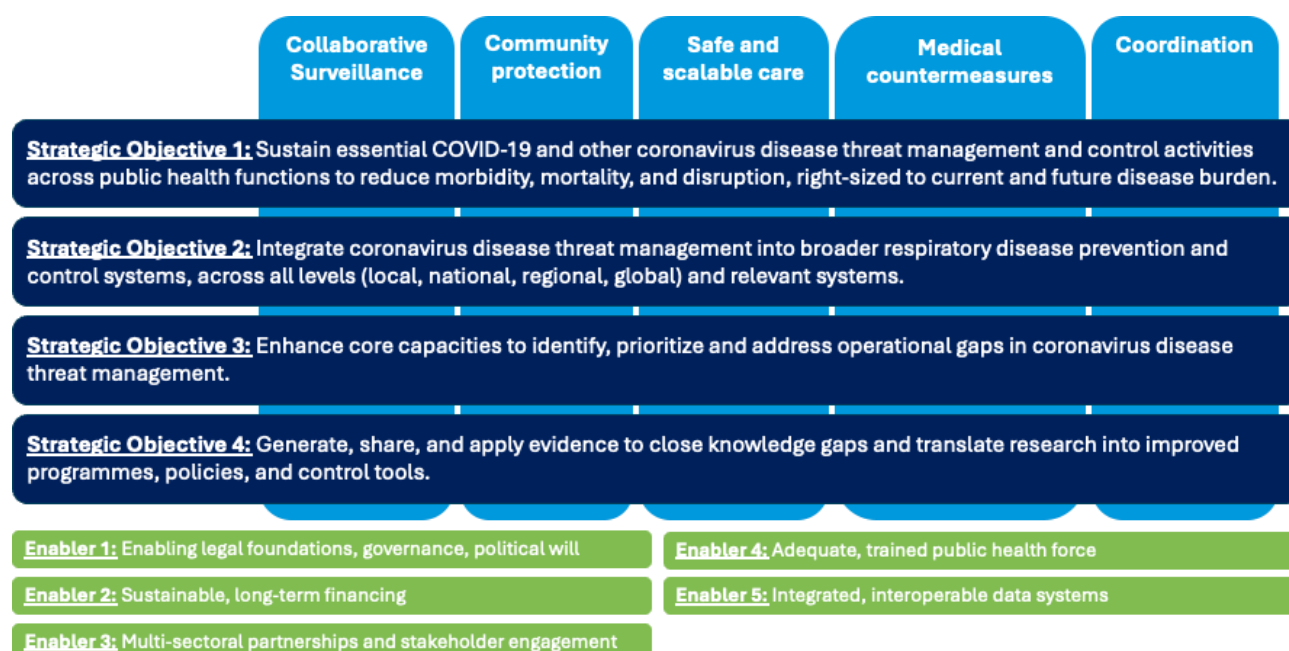 Collaborative
Surveillance
Community
protection
Safe and
scalable care
Medical
countermeasures
Coordination
Strategic Objective 1: Sustain essential COVID-19 and other coronavirus disease threat management and control activities
across public health functions to reduce morbidity, mortality, and disruption, right-sized to current and future disease burden.
Strategic Objective 2: Integrate coronavirus disease threat management into broader respiratory disease prevention and
control systems, across all levels (local, national, regional, global) and relevant systems.
Strategic Objective 3: Enhance core capacities to identify, prioritize and address operational gaps in coronavirus disease
threat management.
Strategic Objective 4: Generate, share, and apply evidence to close knowledge gaps and translate research into improved
programmes, policies, and control tools.
Enabler 1: Enabling legal foundations, governance, political will
Enabler 2: Sustainable, long-term financing
Enabler 3: Multi-sectoral partnerships and stakeholder engagement
Enabler 4: Adequate, trained public health force
Enabler 5: Integrated, interoperable data systems